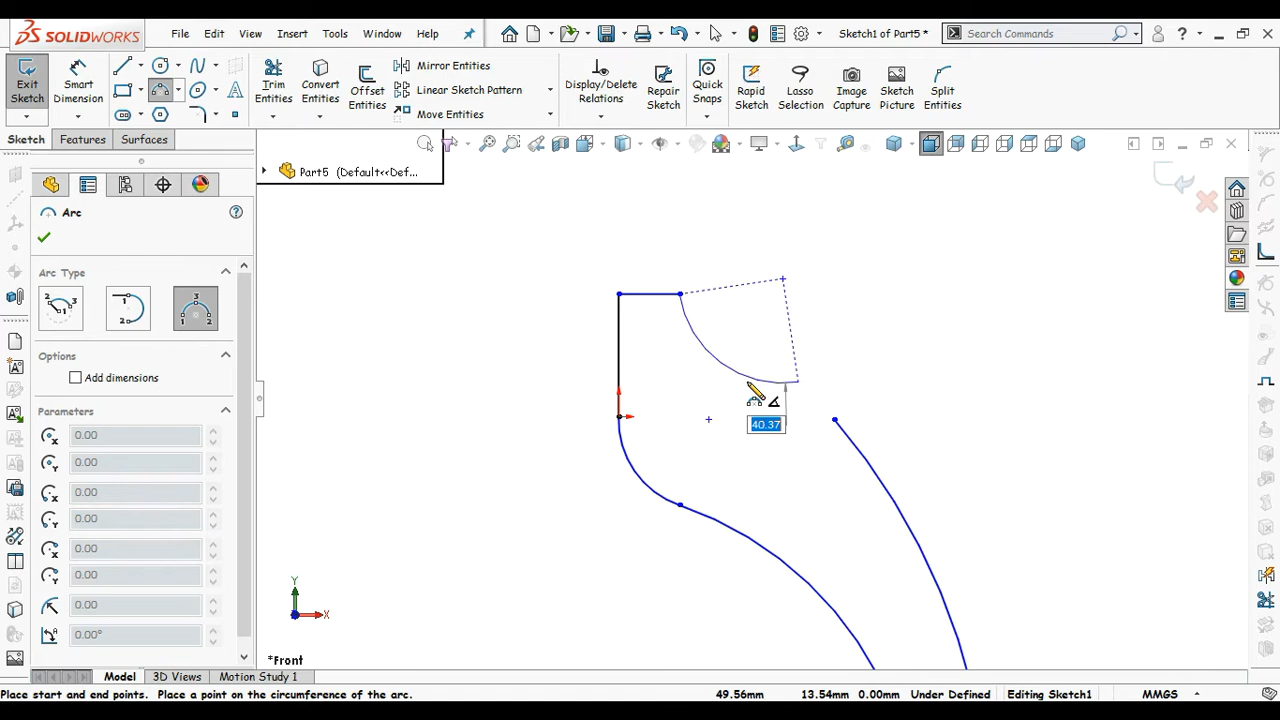 SOLIDWORKS File Edit View Insert Tools Window Help Sketch1 of Part5 * Search Commands ?
Exit Sketch
Smart Dimension
Trim Entities
Convert Entities
Offset Entities
Mirror Entities
Linear Sketch Pattern
Move Entities
Display/Delete Relations
Repair Sketch
Quick Snaps
Rapid Sketch
Lasso Selection
Image Capture
Sketch Picture
Split Entities
Sketch Features Surfaces
Part5 (Default<<Def...
Arc ?
Arc Type
Options
Add dimensions
Parameters
0.00
0.00
0.00
0.00
0.00
0.00
0.00
0.00°
40.37
Y
X
*Front
Model 3D Views Motion Study 1
Place start and end points. Place a point on the circumference of the arc. 49.56mm 13.54mm 0.00mm Under Defined Editing Sketch1 MMGS